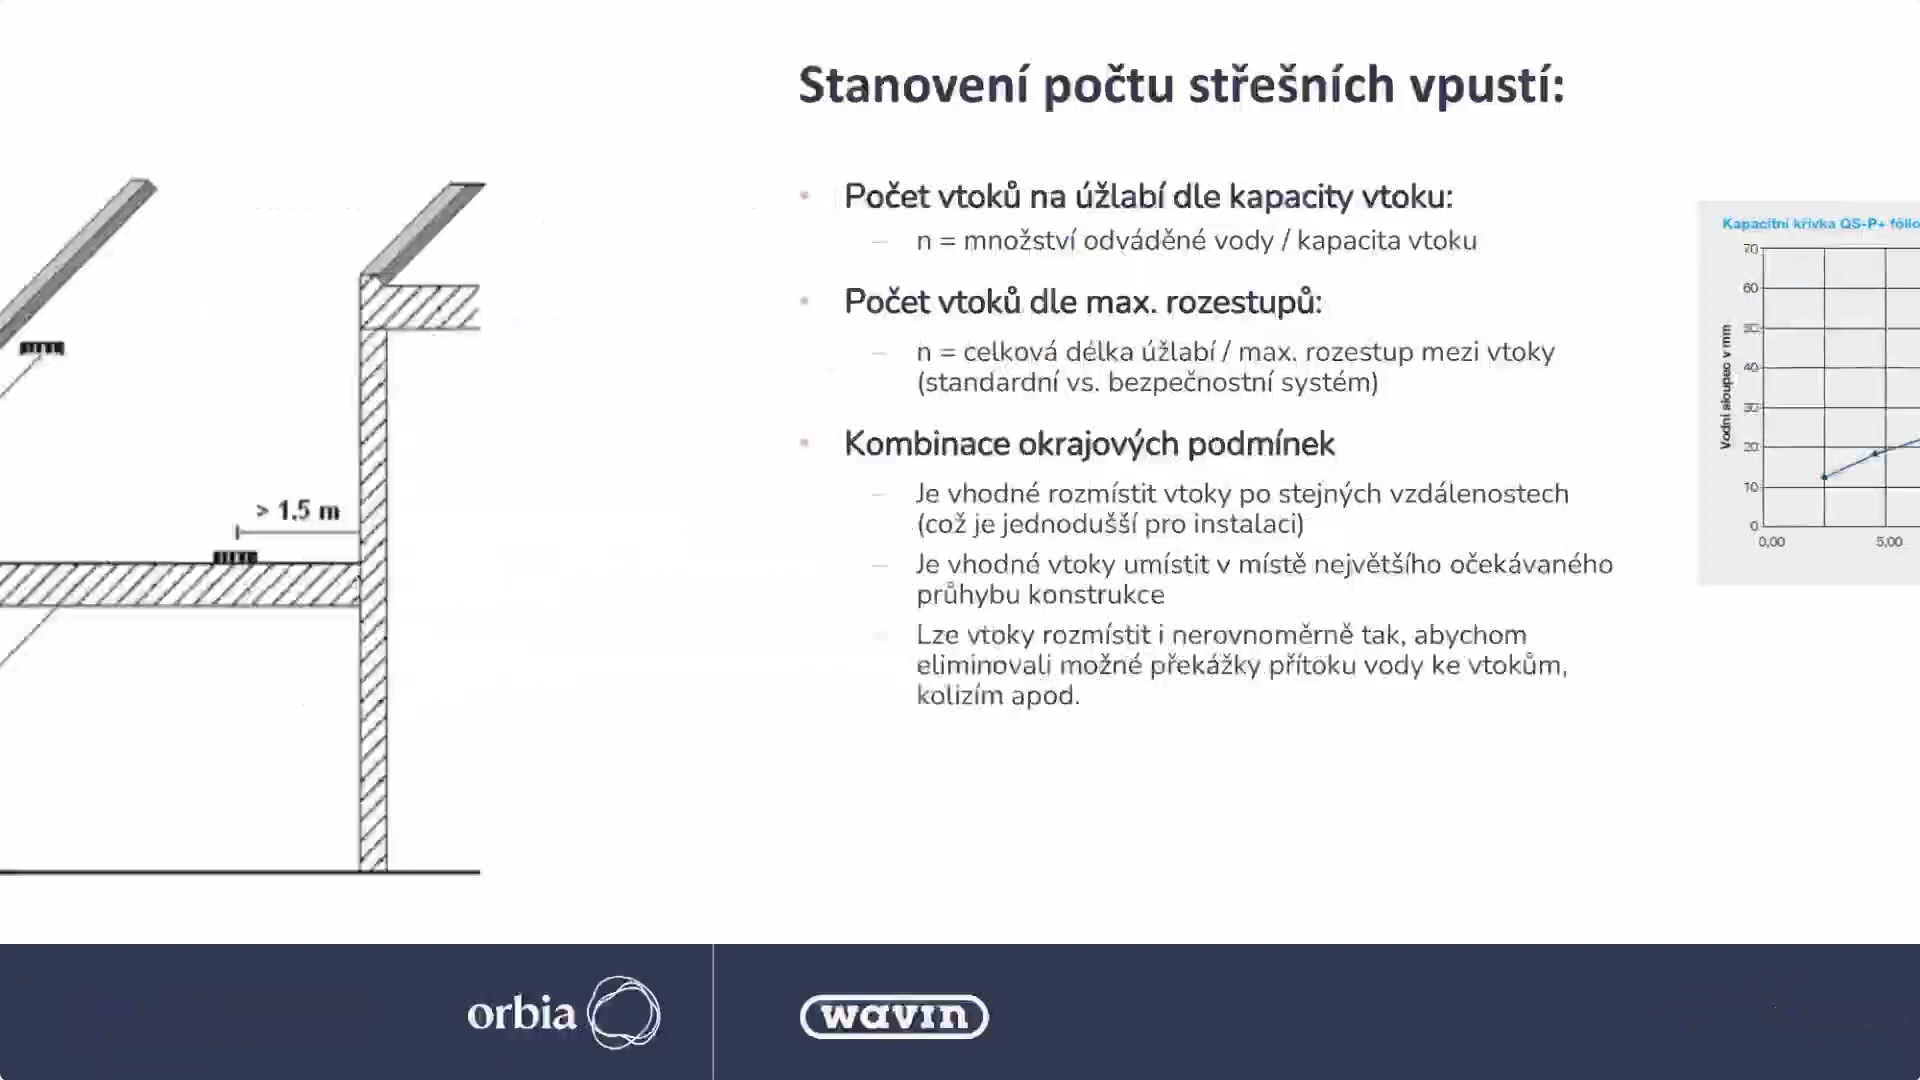 Stanovení počtu střešních vpustí:
• Počet vtoků na úžlabí dle kapacity vtoku:
– n = množství odváděné vody / kapacita vtoku
• Počet vtoků dle max. rozestupů:
– n = celková délka úžlabí / max. rozestup mezi vtoky
(standardní vs. bezpečnostní systém)
• Kombinace okrajových podmínek
– Je vhodné rozmístit vtoky po stejných vzdálenostech
(což je jednodušší pro instalaci)
– Je vhodné vtoky umístit v místě největšího očekávaného
průhybu konstrukce
– Lze vtoky rozmístit i nerovnoměrně tak, abychom
eliminovali možné překážky přítoku vody ke vtokům,
kolizím apod.
> 1.5 m
Kapacitní křivka QS-P+
Vodní sloupec v mm
70
60
50
40
30
20
10
0
0,00 5,00
orbia
wavin